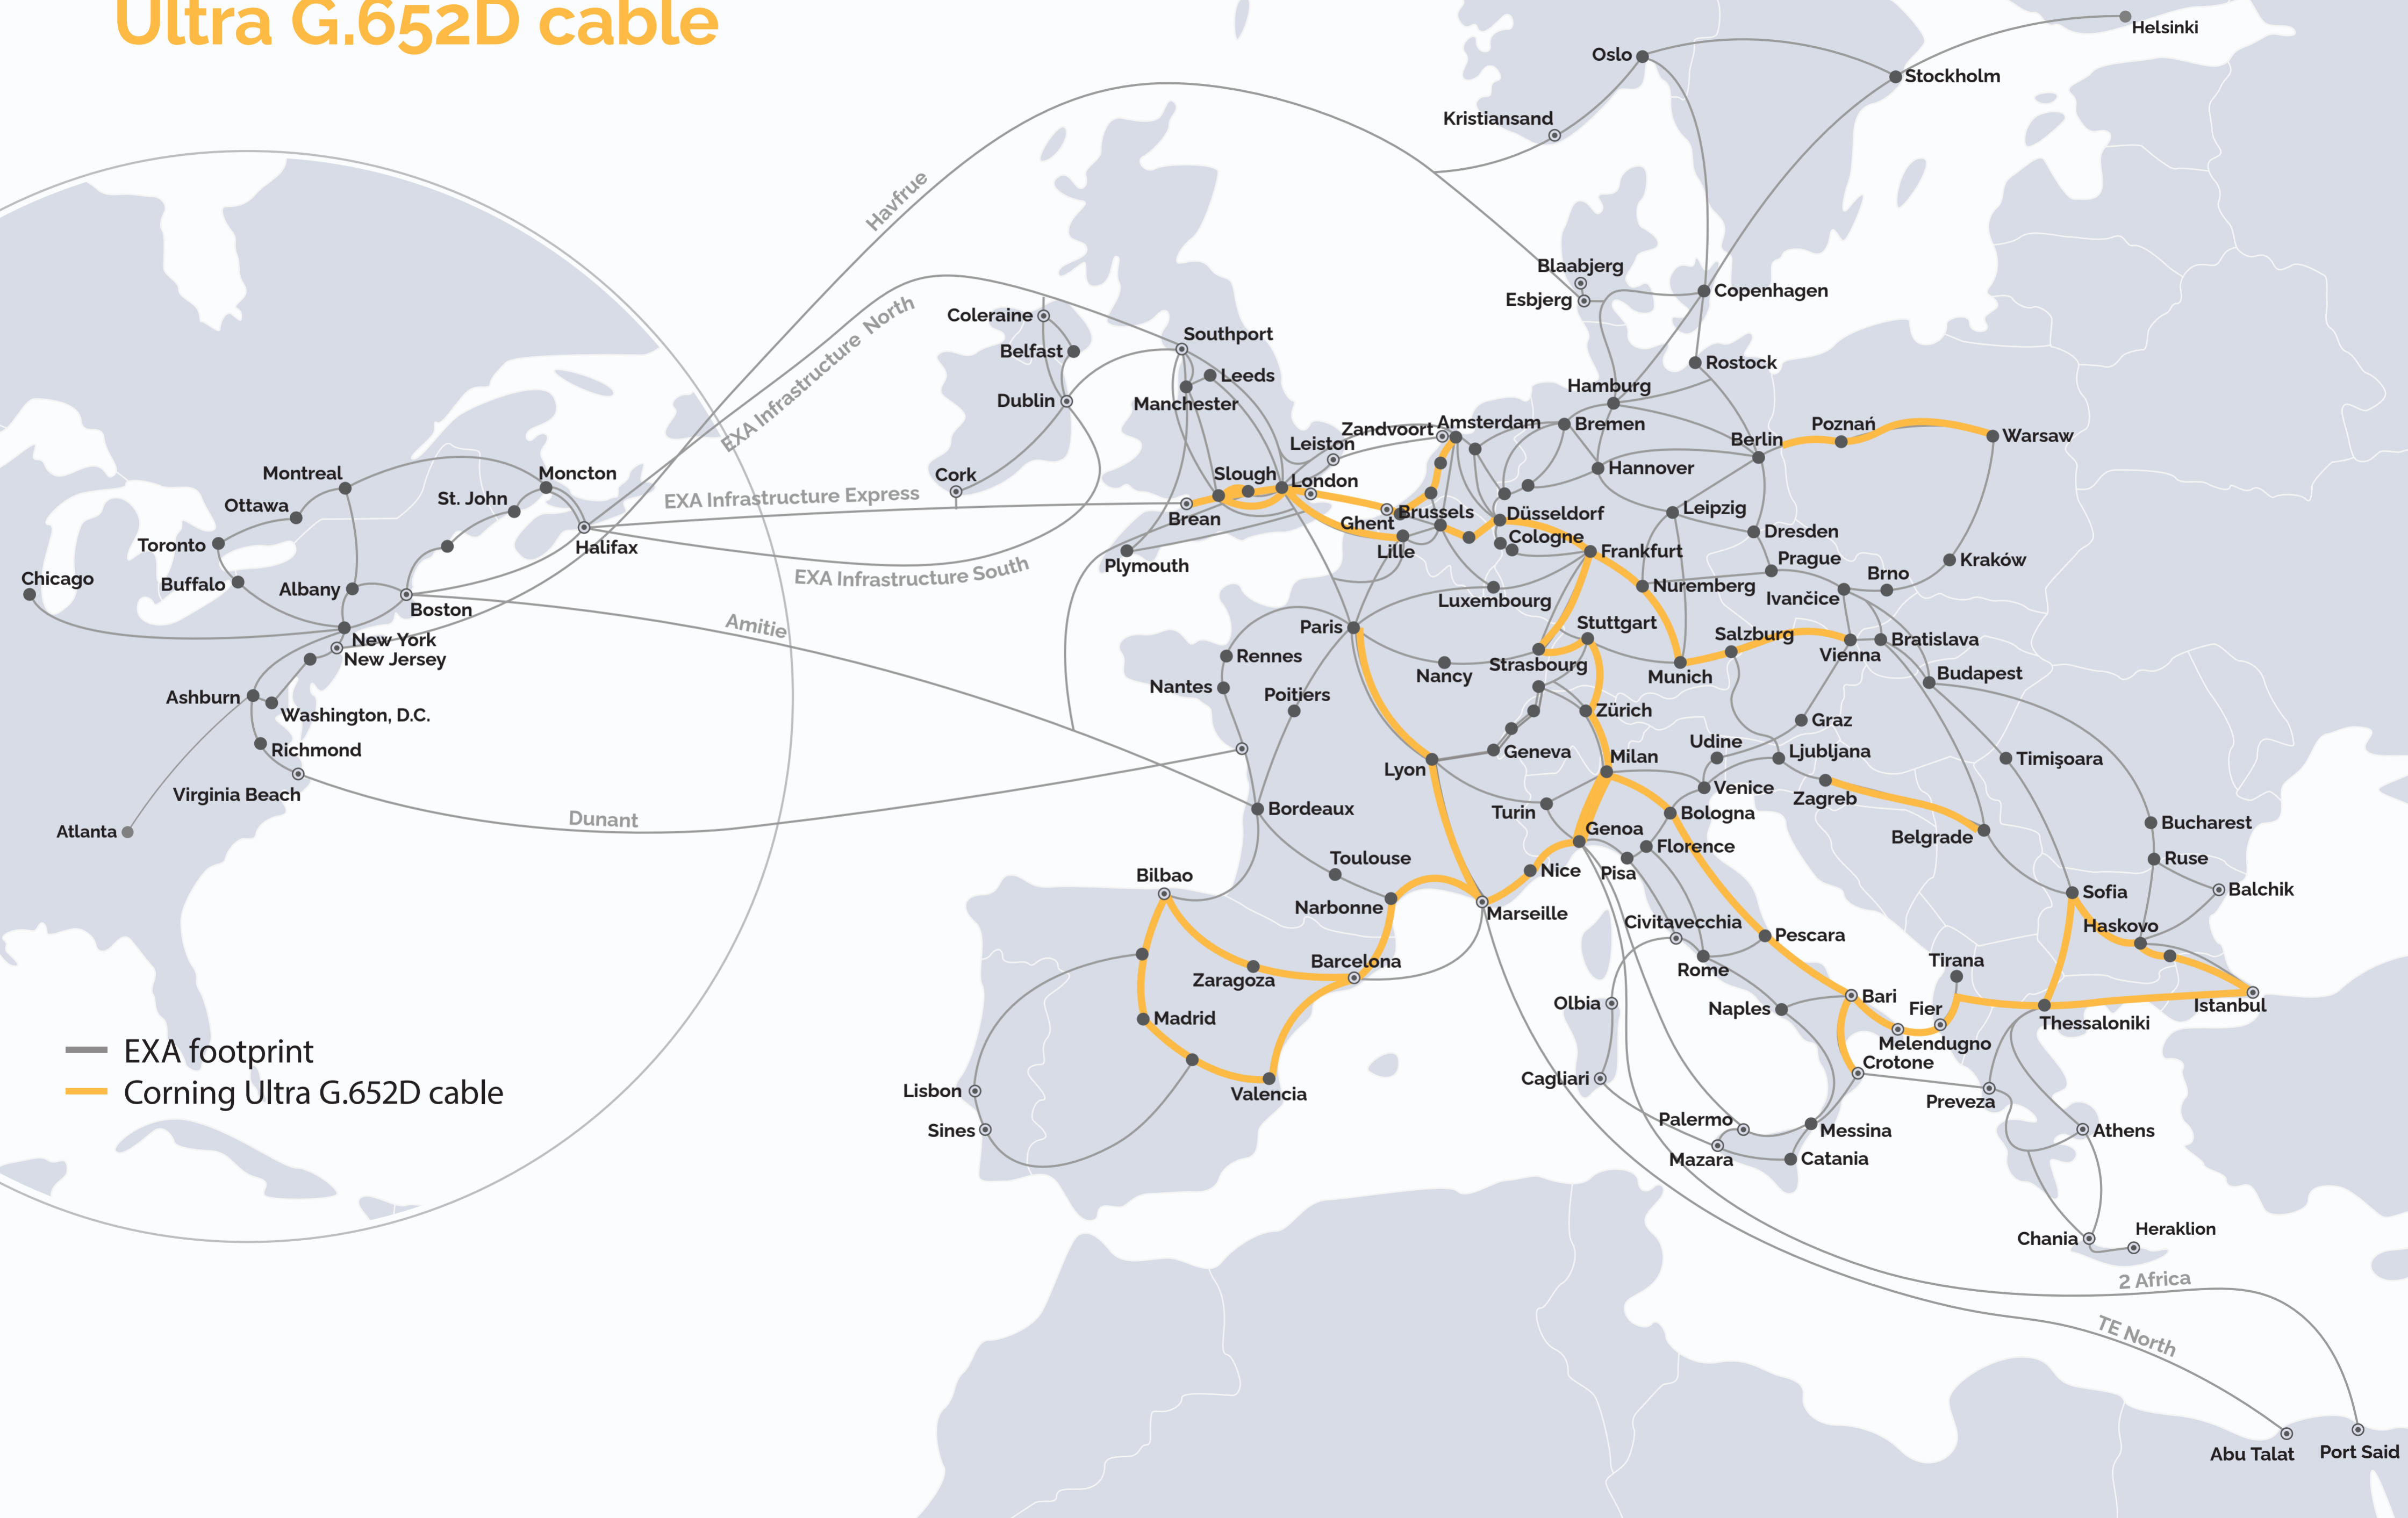 Ultra G.652D cable
Helsinki
Oslo
Stockholm
Kristiansand
Havfrue
Blaabjerg
Esbjerg
Copenhagen
EXA Infrastructure North
Coleraine
Southport
Belfast
Rostock
Leeds
Hamburg
Dublin
Manchester
Zandvoort
Amsterdam
Bremen
Poznań
Warsaw
Leiston
Berlin
Montreal
Moncton
Cork
Slough
London
Hannover
Ottawa
St. John
EXA Infrastructure Express
Brean
Ghent
Brussels
Düsseldorf
Leipzig
Toronto
Halifax
Lille
Cologne
Dresden
Frankfurt
Prague
Kraków
Chicago
Buffalo
Albany
EXA Infrastructure South
Plymouth
Brno
Boston
Luxembourg
Nuremberg
Ivančice
New York
Amitie
Paris
Stuttgart
Salzburg
Bratislava
New Jersey
Rennes
Strasbourg
Vienna
Nantes
Nancy
Munich
Budapest
Ashburn
Poitiers
Washington, D.C.
Zürich
Graz
Richmond
Geneva
Udine
Ljubljana
Lyon
Milan
Timişoara
Virginia Beach
Venice
Zagreb
Dunant
Bordeaux
Turin
Bologna
Bucharest
Atlanta
Genoa
Belgrade
Florence
Toulouse
Ruse
Bilbao
Nice
Pisa
Balchik
Sofia
Narbonne
Marseille
Civitavecchia
Haskovo
Pescara
Barcelona
Tirana
Zaragoza
Rome
Olbia
Naples
Bari
Fier
Istanbul
Madrid
Thessaloniki
EXA footprint
Melendugno
Crotone
Corning Ultra G.652D cable
Lisbon
Valencia
Cagliari
Preveza
Sines
Palermo
Messina
Athens
Mazara
Catania
Chania
Heraklion
2 Africa
TE North
Abu Talat
Port Said